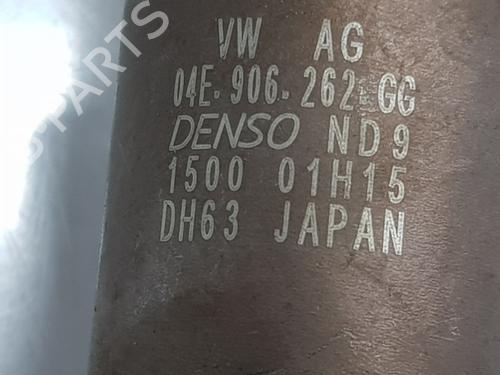 VW AG
04E.906.262.GG
DENSO ND9
1500 01H15
DH63 JAPAN